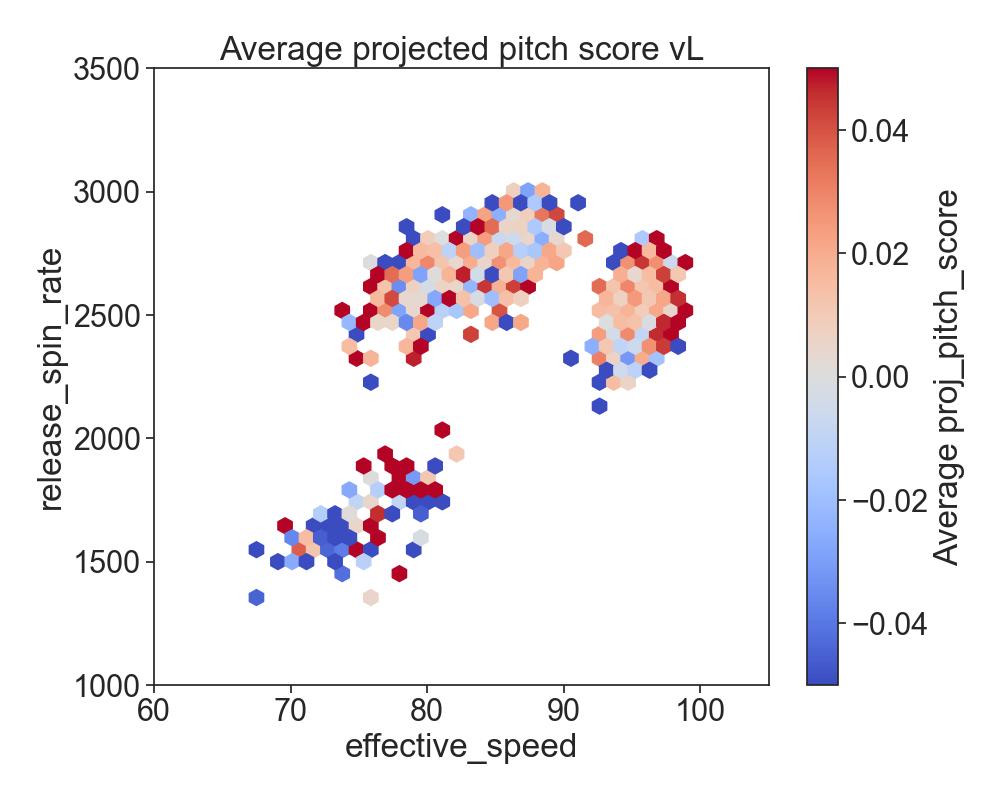 Average projected pitch score vL
3500
3000
2500
2000
1500
1000
release_spin_rate
60 70 80 90 100
effective_speed
0.04
0.02
0.00
−0.02
−0.04
Average proj_pitch_score